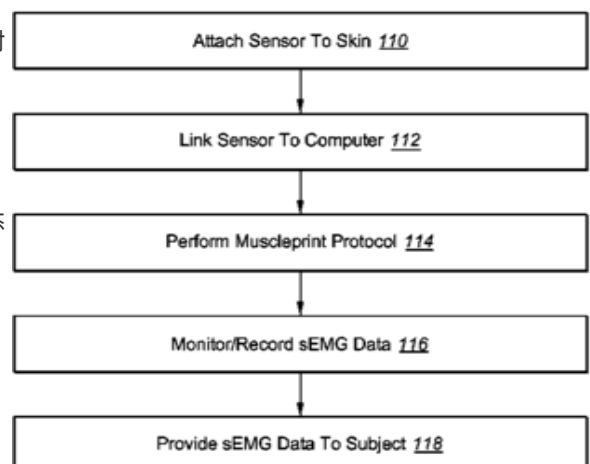 Attach Sensor To Skin 110
Link Sensor To Computer 112
Perform Muscleprint Protocol 114
Monitor/Record sEMG Data 116
Provide sEMG Data To Subject 118